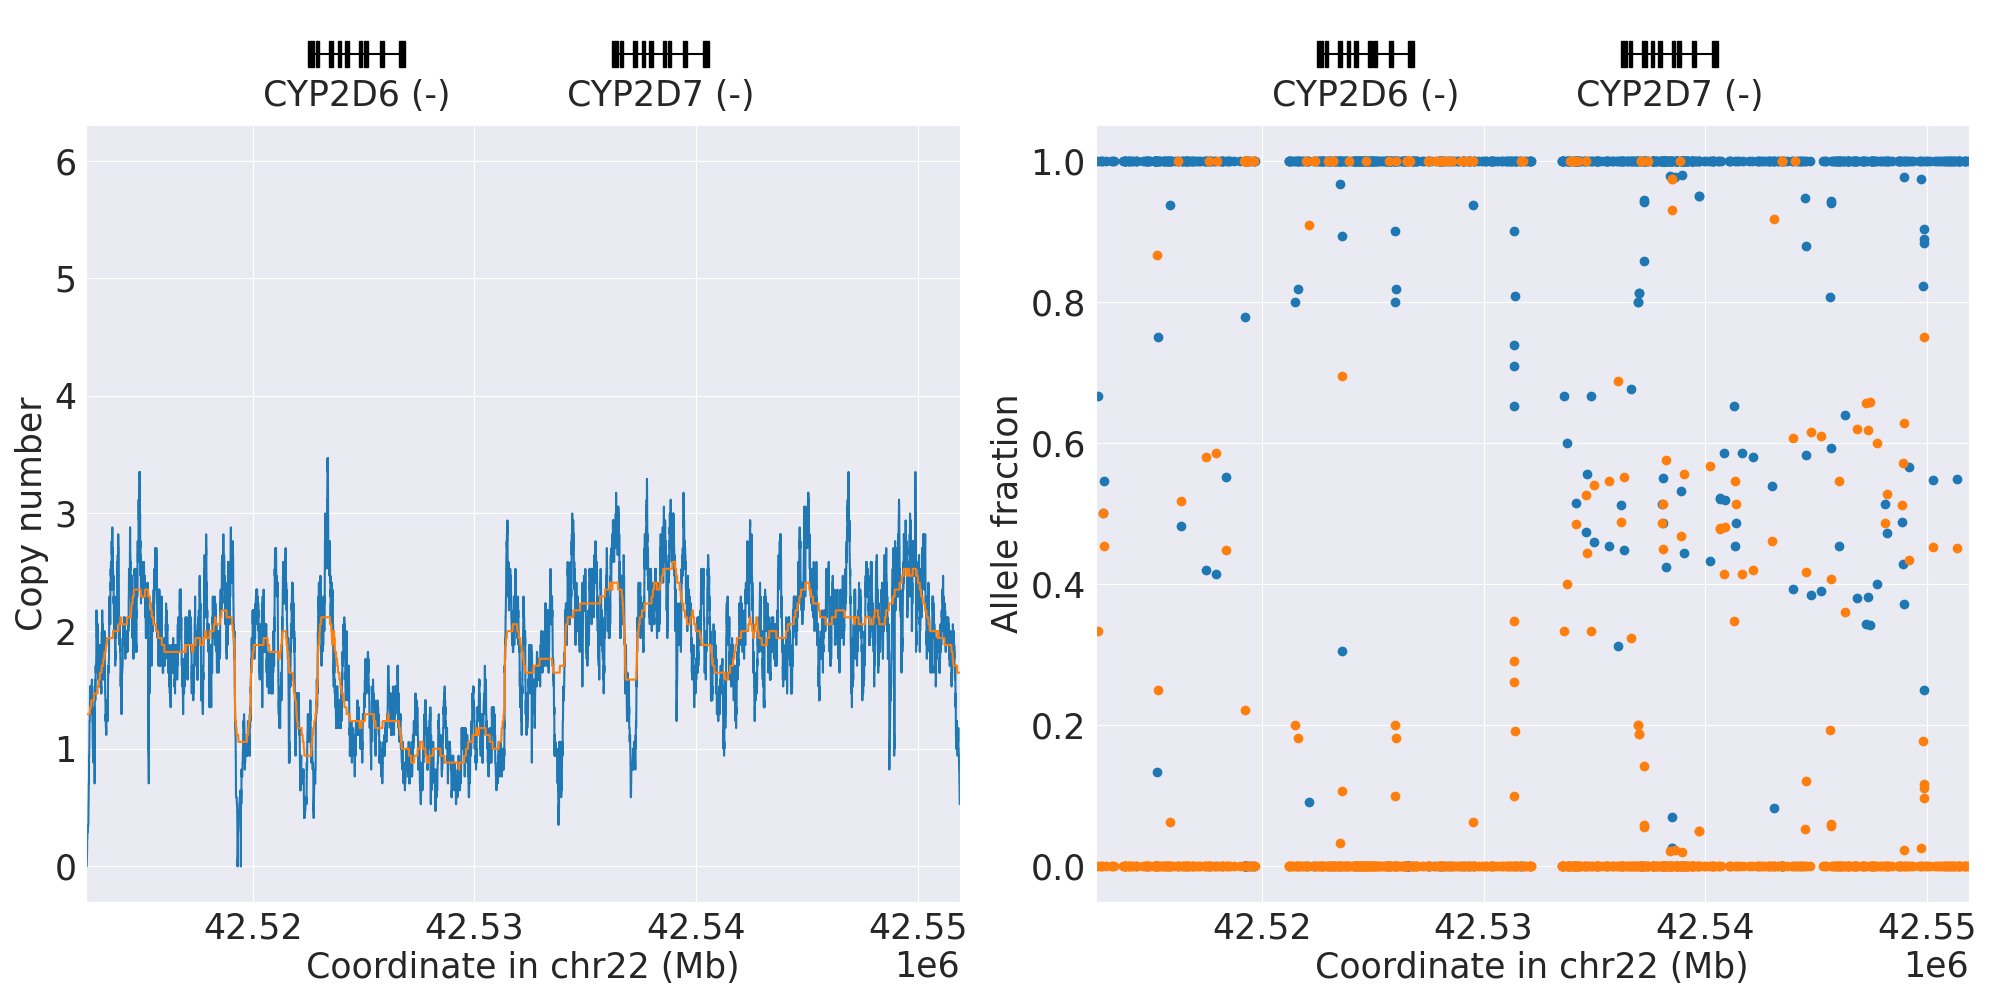 CYP2D6 (-)
CYP2D7 (-)
6
5
4
3
2
1
0
Copy number
42.52
42.53
42.54
42.55
1e6
Coordinate in chr22 (Mb)
CYP2D6 (-)
CYP2D7 (-)
1.0
0.8
0.6
0.4
0.2
0.0
Allele fraction
42.52
42.53
42.54
42.55
1e6
Coordinate in chr22 (Mb)